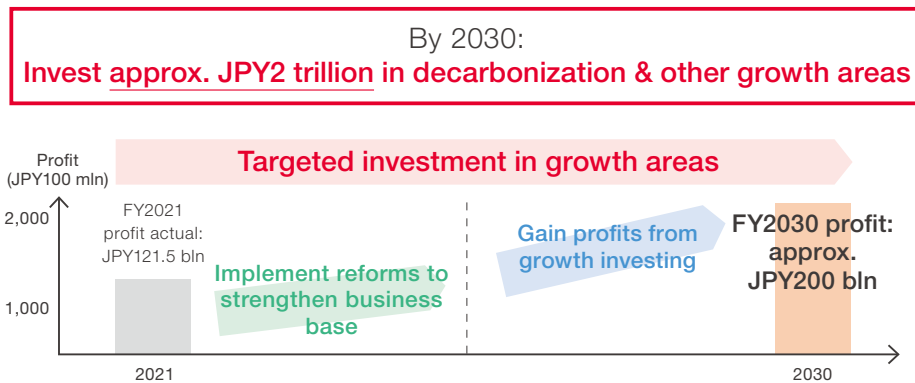 By 2030:
Invest approx. JPY2 trillion in decarbonization & other growth areas
Targeted investment in growth areas
Profit
(JPY100 mln)
2,000
1,000
FY2021
profit actual:
JPY121.5 bln
Implement reforms to
strengthen business
base
Gain profits from
growth investing
FY2030 profit:
approx.
JPY200 bln
2021
2030